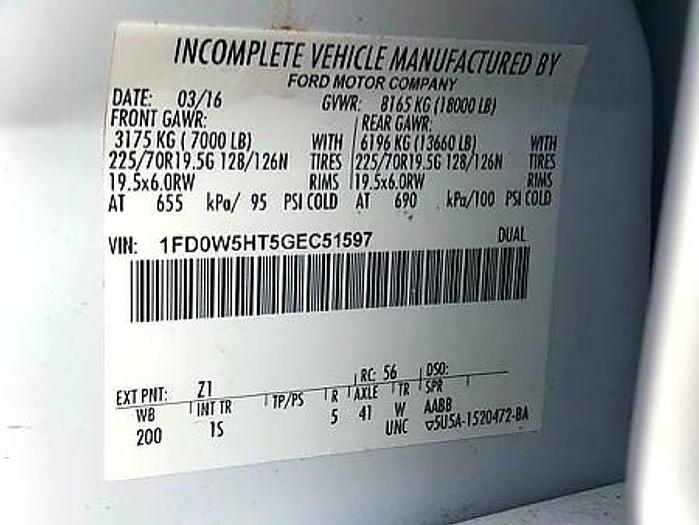 INCOMPLETE VEHICLE MANUFACTURED BY
FORD MOTOR COMPANY
DATE: 03/16 GVWR: 8165 KG (18000 LB)
FRONT GAWR: REAR GAWR:
3175 KG ( 7000 LB) WITH 6196 KG (13660 LB) WITH
225/70R19.5G 128/126N TIRES 225/70R19.5G 128/126N TIRES
19.5x6.0RW RIMS 19.5x6.0RW RIMS
AT 655 kPa/ 95 PSI COLD AT 690 kPa/100 PSI COLD
VIN: 1FD0W5HT5GEC51597 DUAL
EXT PNT: Z1 RC: 56 DSO:
WB INT TR TP/PS R AXLE TR SPR
200 1S 5 41 W AABB
UNC ▽5U5A-1520472-BA